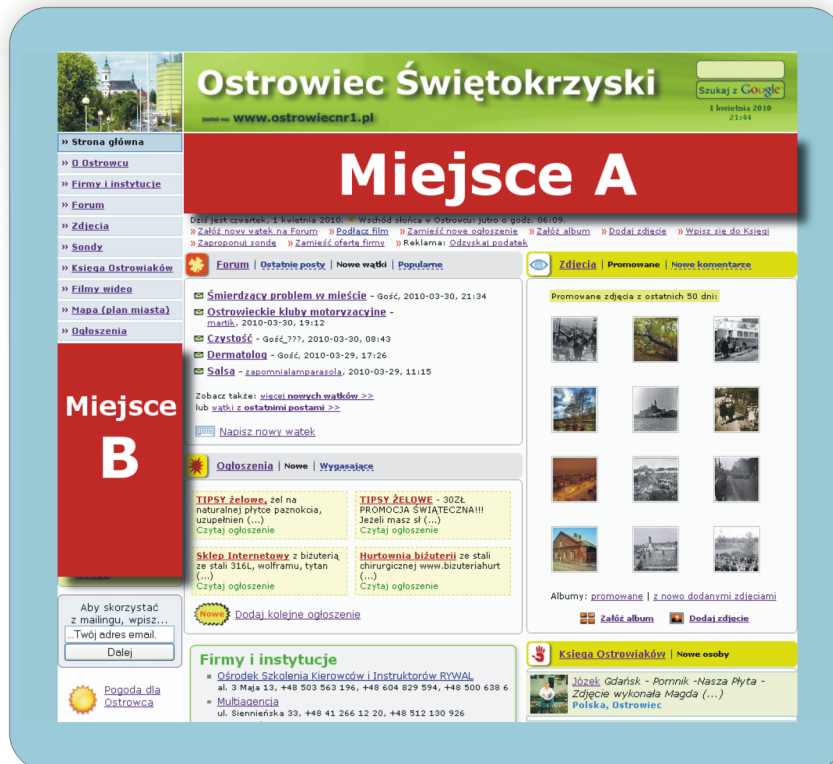 Ostrowiec Świętokrzyski
jesteś na: www.ostrowiecnr1.pl
Szukaj z Google
1 kwietnia 2010
21:44
» Strona główna
» O Ostrowcu
» Firmy i instytucje
» Forum
» Zdjęcia
» Sondy
» Księga Ostrowiaków
» Filmy wideo
» Mapa (plan miasta)
» Ogłoszenia
Miejsce
B
Aby skorzystać
z mailingu, wpisz...
...Twój adres email.
Dalej
Pogoda dla
Ostrowca
Miejsce A
Dziś jest czwartek, 1 kwietnia 2010. Wschód słońca w Ostrowcu: jutro o godz. 06:09.
» Załóż nowy wątek na Forum » Podłącz film » Zamieść nowe ogłoszenie » Załóż album » Dodaj zdjęcie » Wpisz się do Księgi
» Zaproponuj sondę » Zamieść ofertę firmy » Reklama: Odzyskaj podatek
Forum | Ostatnie posty | Nowe wątki | Popularne
Śmierdzący problem w mieście - Gość, 2010-03-30, 21:34
Ostrowieckie kluby motoryzacyjne -
martik, 2010-03-30, 19:12
Czystość - Gość_???, 2010-03-30, 08:43
Dermatolog - Gość, 2010-03-29, 17:26
Salsa - zapomnialamparasola, 2010-03-29, 11:15
Zobacz także: więcej nowych wątków >>
lub wątki z ostatnimi postami >>
Napisz nowy wątek
Ogłoszenia | Nowe | Wygasające
TIPSY żelowe, żel na
naturalnej płytce paznokcia,
uzupełnien (...)
Czytaj ogłoszenie
TIPSY ŻELOWE - 30ZŁ
PROMOCJA ŚWIĄTECZNA!!!
Jeżeli masz sł (...)
Czytaj ogłoszenie
Sklep Internetowy z biżuterią
ze stali 316L, wolframu, tytan
(...)
Czytaj ogłoszenie
Hurtownia biżuterii ze stali
chirurgicznej www.bizuteriahurt
(...)
Czytaj ogłoszenie
Nowe Dodaj kolejne ogłoszenie
Firmy i instytucje
Ośrodek Szkolenia Kierowców i Instruktorów RYWAL
al. 3 Maja 13, +48 503 563 196, +48 604 829 594, +48 500 638 6
Multiagencja
ul. Siennieńska 33, +48 41 266 12 20, +48 512 130 926
Zdjęcia | Promowane | Nowe komentarze
Promowane zdjęcia z ostatnich 50 dni:
Albumy: promowane | z nowo dodanymi zdjęciami
Załóż album Dodaj zdjęcie
Księga Ostrowiaków | Nowe osoby
Józek Gdańsk - Pomnik -Nasza Płyta -
Zdjęcie wykonała Magda (...)
Polska, Ostrowiec